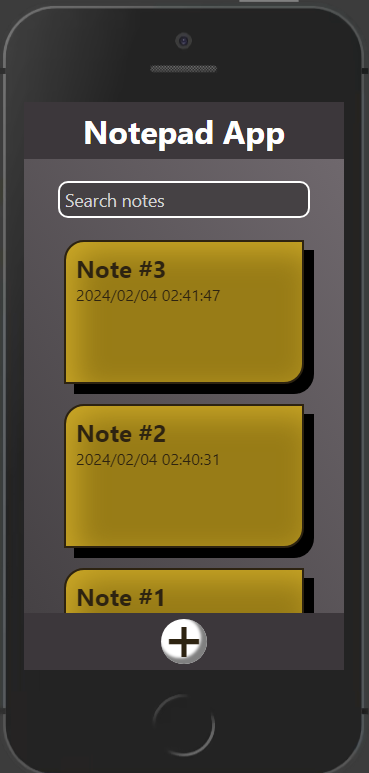 Notepad App
Search notes
Note #3
2024/02/04 02:41:47
Note #2
2024/02/04 02:40:31
Note #1